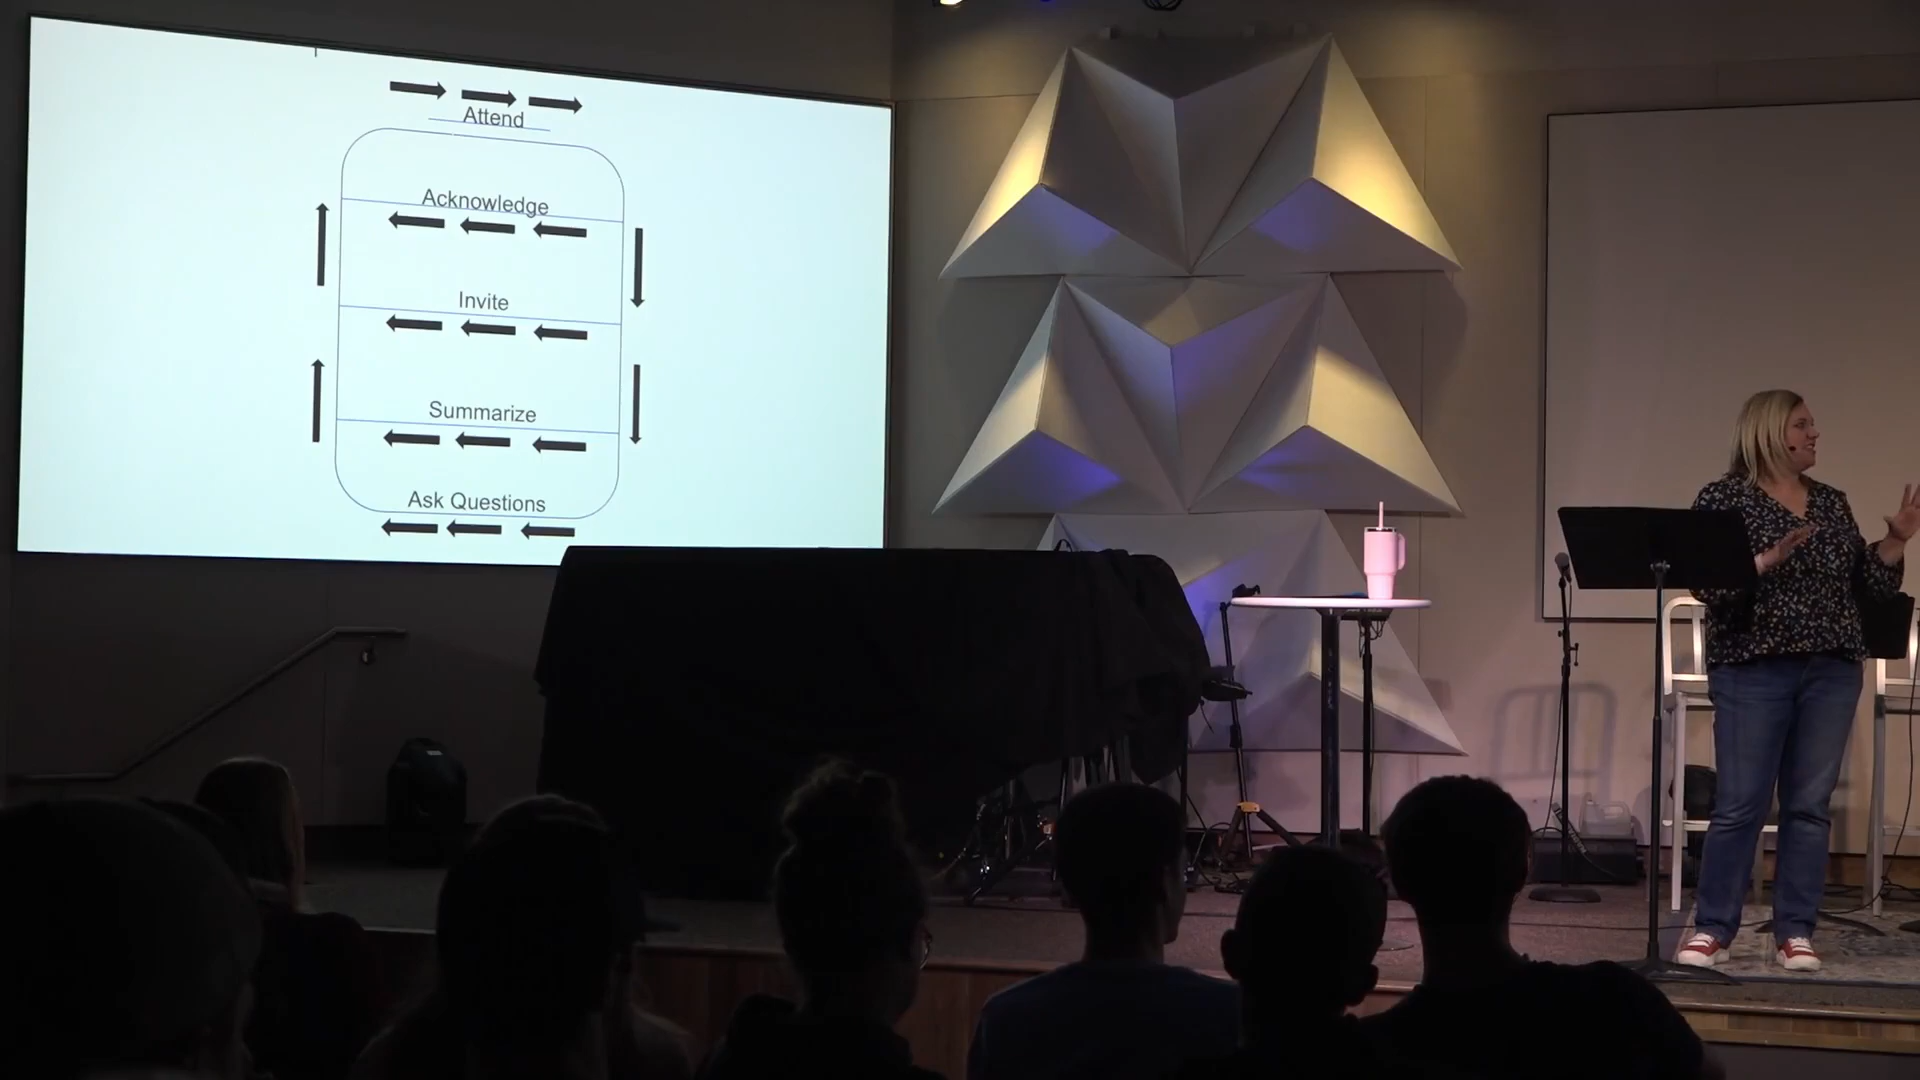 Attend
Acknowledge
Invite
Summarize
Ask Questions